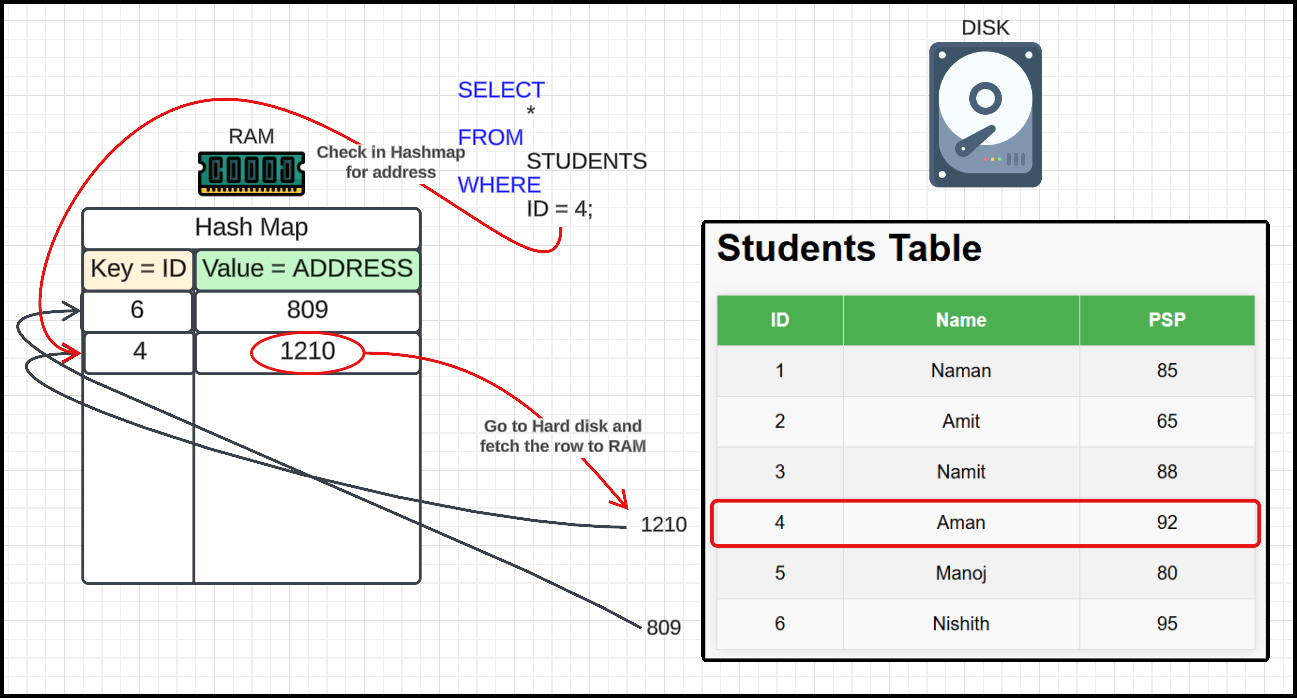 DISK
SELECT
*
FROM
STUDENTS
WHERE
ID = 4;
RAM
Check in Hashmap
for address
Hash Map
Key = ID Value = ADDRESS
6 809
4 1210
Go to Hard disk and
fetch the row to RAM
1210
809
Students Table
ID Name PSP
1 Naman 85
2 Amit 65
3 Namit 88
4 Aman 92
5 Manoj 80
6 Nishith 95